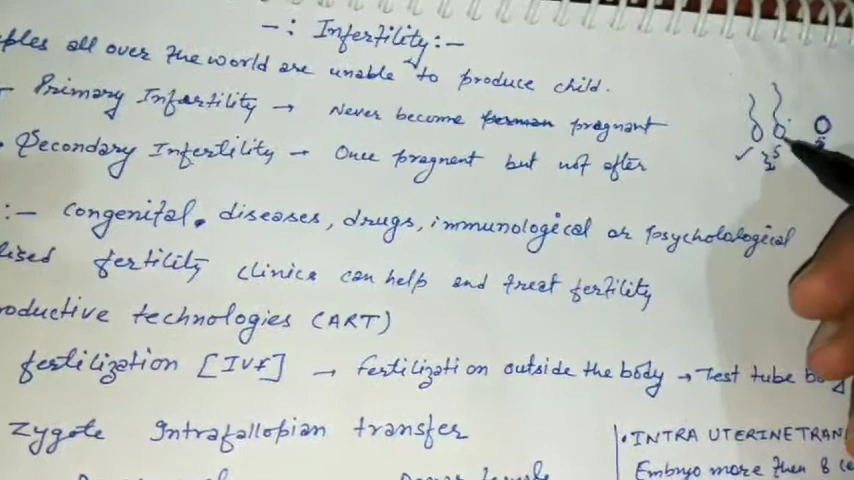 -: Infertility:-
ples all over the world are unable to produce child.
- Primary Infertility → Never become pregnant
• Secondary Infertility → Once pregnant but not after
:- Congenital, diseases, drugs, immunological or psychological
lised fertility clinics can help and treat fertility
roductive technologies (ART)
fertilization [IVF] → fertilization outside the body → Test tube
Zygote Intrafallopian transfer
• INTRA UTERINE TRAN
Embryo more then 8